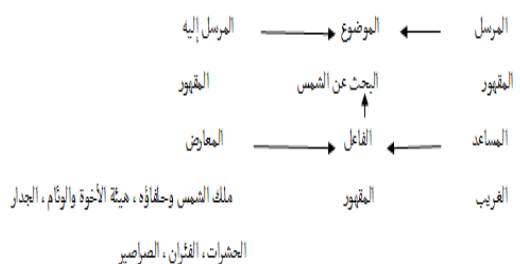 المرسل الموضوع المرسل إليه
المقهور البحث عن الشمس المقهور
المساعد الفاعل المعارض
الغريب المقهور ملك الشمس وحلفاؤه ، هيئة الأخوة والوئام ، الجدار
الحشرات، الفئران ، الصراصير